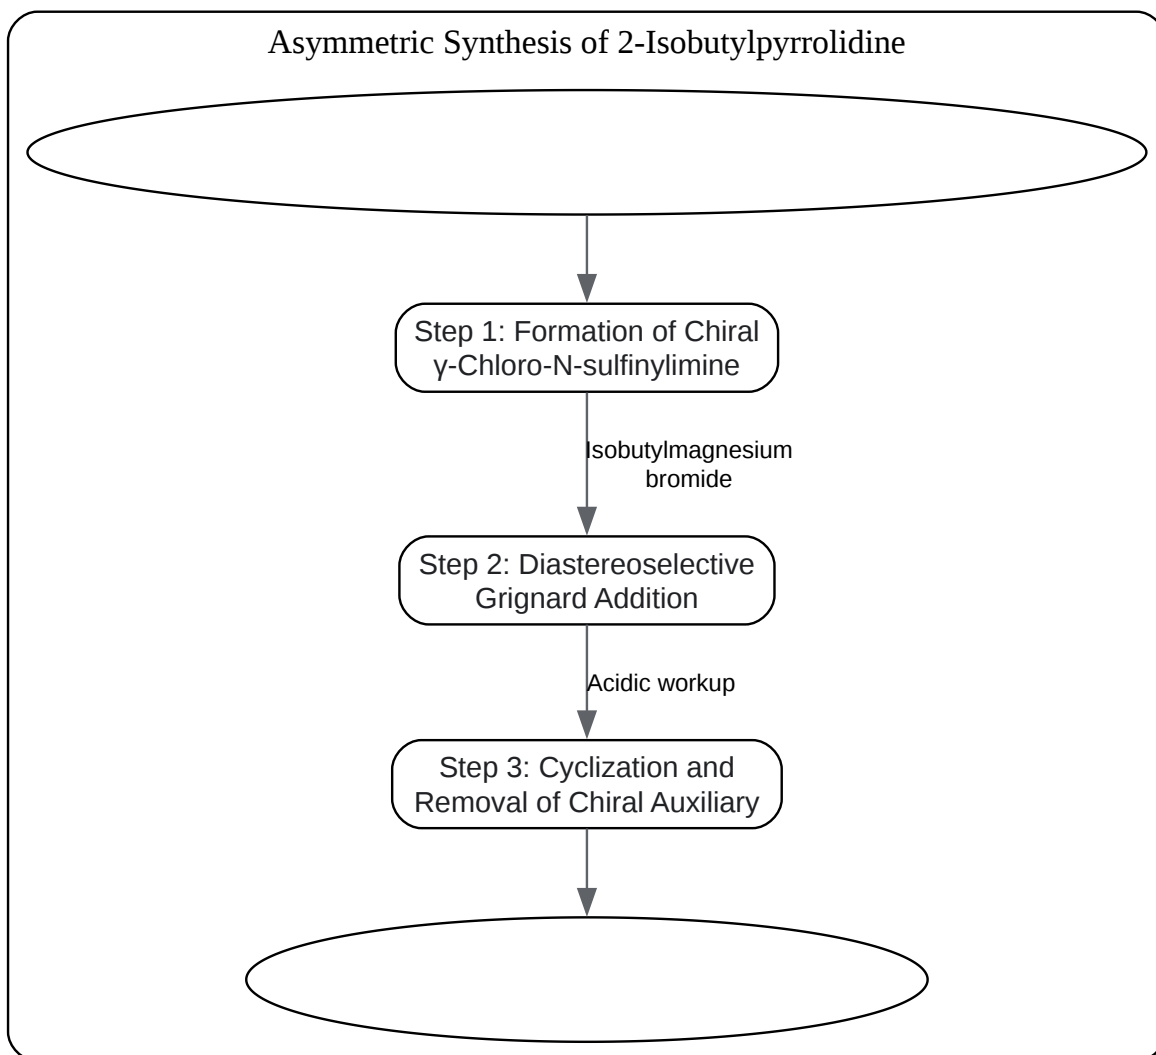 Asymmetric Synthesis of 2-Isobutylpyrrolidine
Step 1: Formation of Chiral
γ-Chloro-N-sulfinylimine
Isobutylmagnesium
bromide
Step 2: Diastereoselective
Grignard Addition
Acidic workup
Step 3: Cyclization and
Removal of Chiral Auxiliary